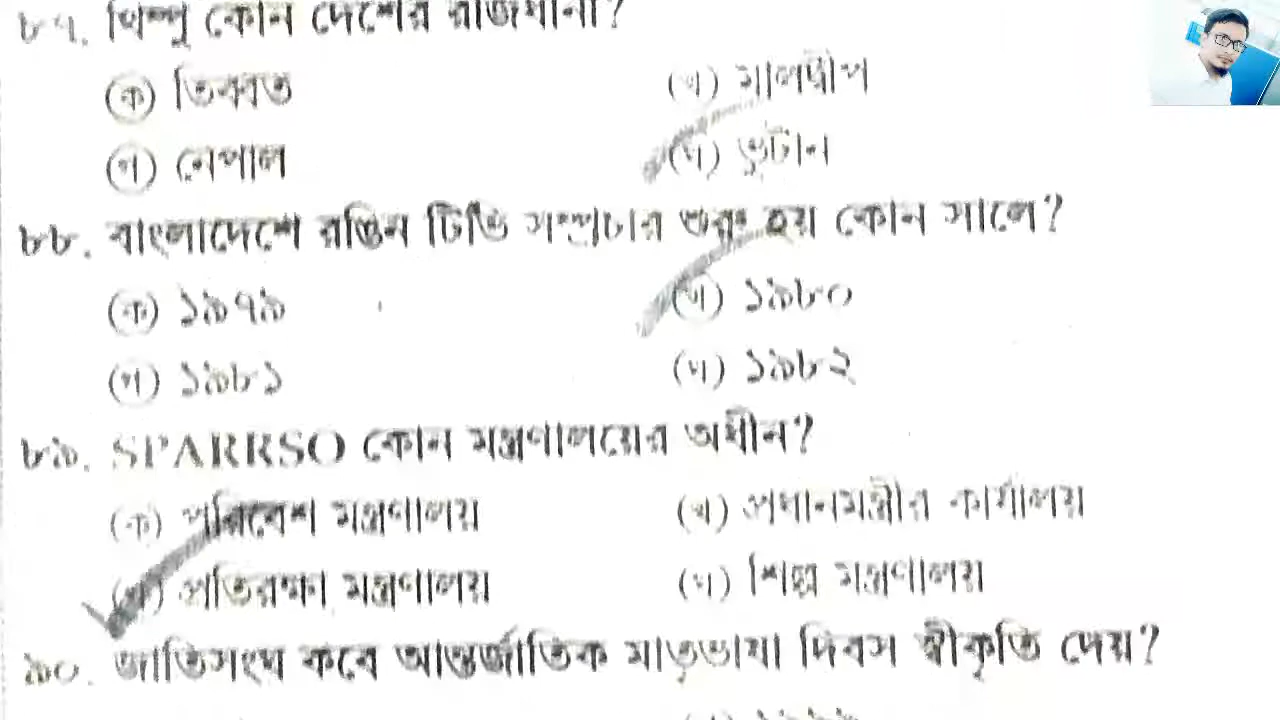 ৮৭. থিম্পু কোন দেশের রাজধানী?
(ক) তিব্বত (খ) মালদ্বীপ
(গ) নেপাল (ঘ) ভুটান
৮৮. বাংলাদেশে রঙিন টিভি সম্প্রচার শুরু হয় কোন সালে?
(ক) ১৯৭৯ (খ) ১৯৮০
(গ) ১৯৮১ (ঘ) ১৯৮২
৮৯. SPARRSO কোন মন্ত্রণালয়ের অধীন?
(ক) পরিবেশ মন্ত্রণালয় (খ) প্রধানমন্ত্রীর কার্যালয়
(গ) প্রতিরক্ষা মন্ত্রণালয় (ঘ) শিল্প মন্ত্রণালয়
৯০. জাতিসংঘ কবে আন্তর্জাতিক মাতৃভাষা দিবস স্বীকৃতি দেয়?